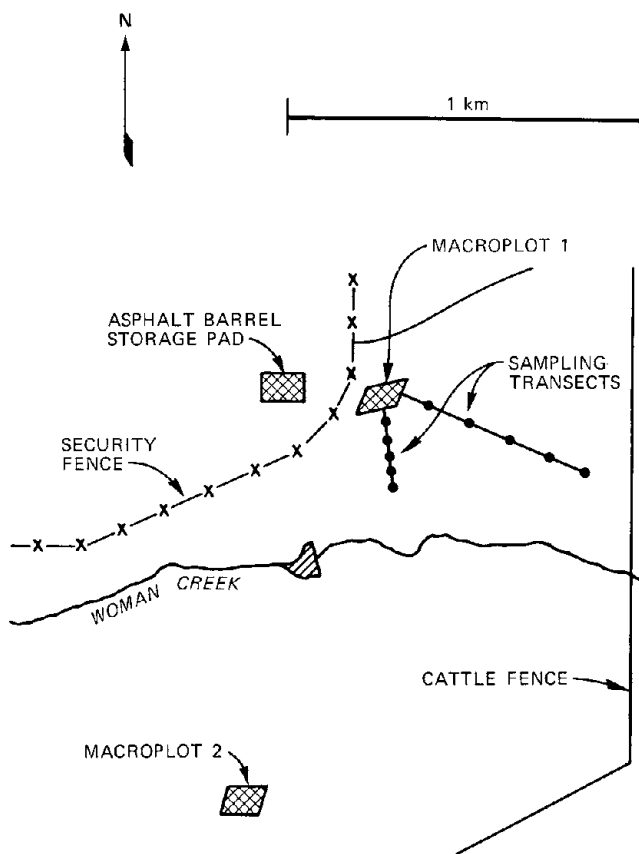 N
1 km
MACROPLOT 1
ASPHALT BARREL
STORAGE PAD
SAMPLING
TRANSECTS
SECURITY
FENCE
WOMAN CREEK
CATTLE FENCE
MACROPLOT 2